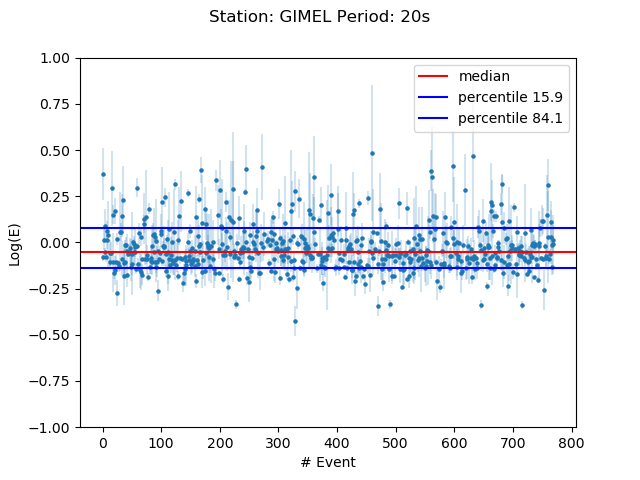 Station: GIMEL Period: 20s
median
percentile 15.9
percentile 84.1
1.00
0.75
0.50
0.25
0.00
−0.25
−0.50
−0.75
−1.00
Log(E)
0 100 200 300 400 500 600 700 800
# Event